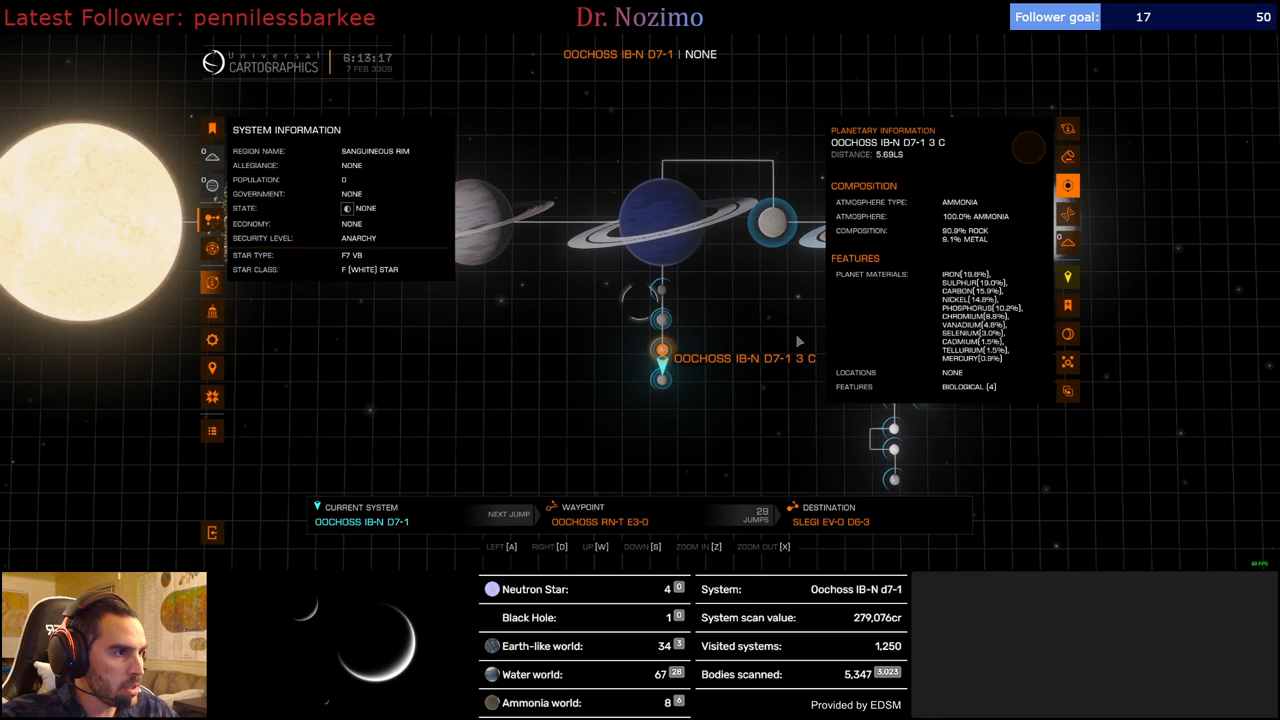 Latest Follower: pennilessbarkee
Dr. Nozimo
Follower goal: 17 50
Universal
CARTOGRAPHICS
6:13:17
7 FEB 3309
OOCHOSS IB-N D7-1 | NONE
SYSTEM INFORMATION
REGION NAME: SANGUINEOUS RIM
ALLEGIANCE: NONE
POPULATION: 0
GOVERNMENT: NONE
STATE: NONE
ECONOMY: NONE
SECURITY LEVEL: ANARCHY
STAR TYPE: F7 VB
STAR CLASS: F (WHITE) STAR
0
0
PLANETARY INFORMATION
OOCHOSS IB-N D7-1 3 C
DISTANCE: 5.69LS
COMPOSITION
ATMOSPHERE TYPE: AMMONIA
ATMOSPHERE: 100.0% AMMONIA
COMPOSITION: 90.9% ROCK
9.1% METAL
FEATURES
PLANET MATERIALS: IRON(19.6%),
SULPHUR(19.0%),
CARBON(15.9%),
NICKEL(14.8%),
PHOSPHORUS(10.2%),
CHROMIUM(8.8%),
VANADIUM(4.8%),
SELENIUM(3.0%),
CADMIUM(1.5%),
TELLURIUM(1.5%),
MERCURY(0.9%)
LOCATIONS NONE
FEATURES BIOLOGICAL (4)
0
OOCHOSS IB-N D7-1 3 C
CURRENT SYSTEM
OOCHOSS IB-N D7-1
NEXT JUMP
WAYPOINT
OOCHOSS RN-T E3-0
29
JUMPS
DESTINATION
SLEGI EV-O D6-3
LEFT [A] RIGHT [D] UP [W] DOWN [S] ZOOM IN [Z] ZOOM OUT [X]
60 FPS
Neutron Star: 4 0
Black Hole: 1 0
Earth-like world: 34 3
Water world: 67 28
Ammonia world: 8 6
System: Oochoss IB-N d7-1
System scan value: 279,076cr
Visited systems: 1,250
Bodies scanned: 5,347 3,023
Provided by EDSM